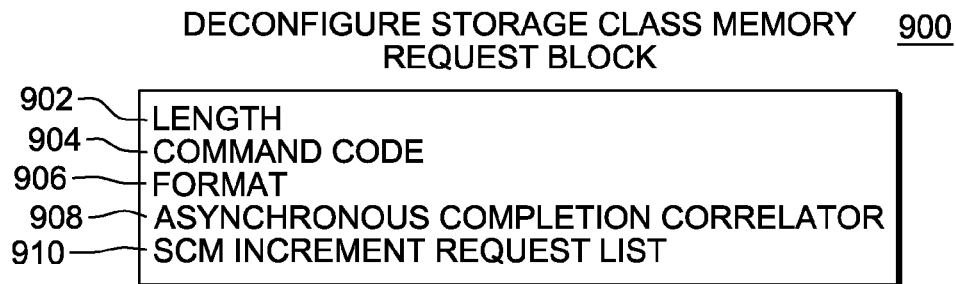 DECONFIGURE STORAGE CLASS MEMORY 900
REQUEST BLOCK
902 LENGTH
904 COMMAND CODE
906 FORMAT
908 ASYNCHRONOUS COMPLETION CORRELATOR
910 SCM INCREMENT REQUEST LIST